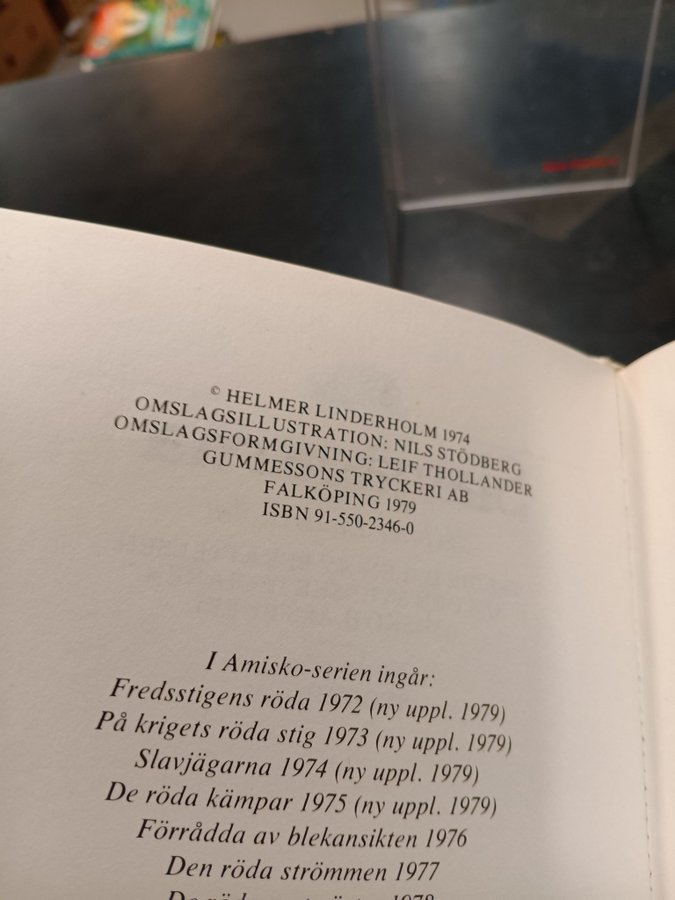 © HELMER LINDERHOLM 1974
OMSLAGSILLUSTRATION: NILS STÖDBERG
OMSLAGSFORMGIVNING: LEIF THOLLANDER
GUMMESSONS TRYCKERI AB
FALKÖPING 1979
ISBN 91-550-2346-0
I Amisko-serien ingår:
Fredsstigens röda 1972 (ny uppl. 1979)
På krigets röda stig 1973 (ny uppl. 1979)
Slavjägarna 1974 (ny uppl. 1979)
De röda kämpar 1975 (ny uppl. 1979)
Förrådda av blekansikten 1976
Den röda strömmen 1977